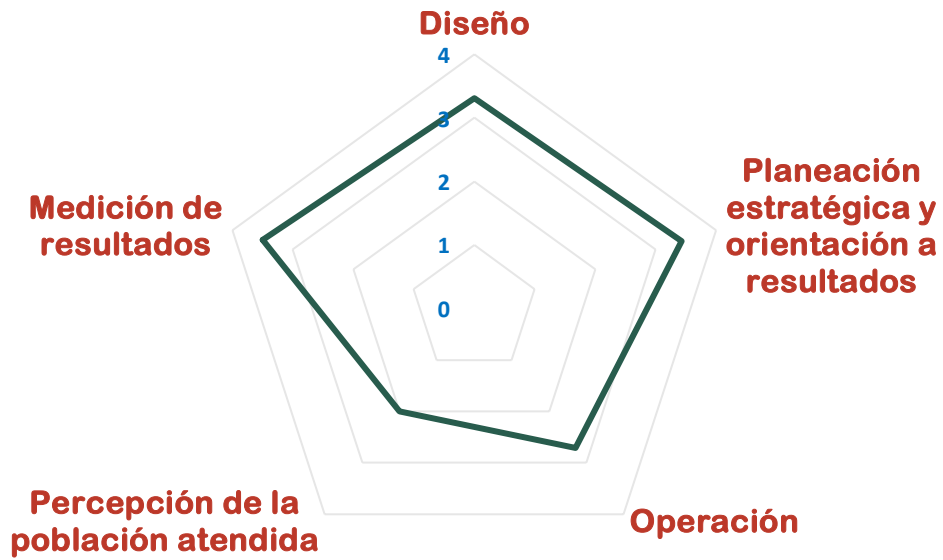 Diseño
4
3
2
1
0
Planeación
estratégica y
orientación a
resultados
Medición de
resultados
Percepción de la
población atendida
Operación